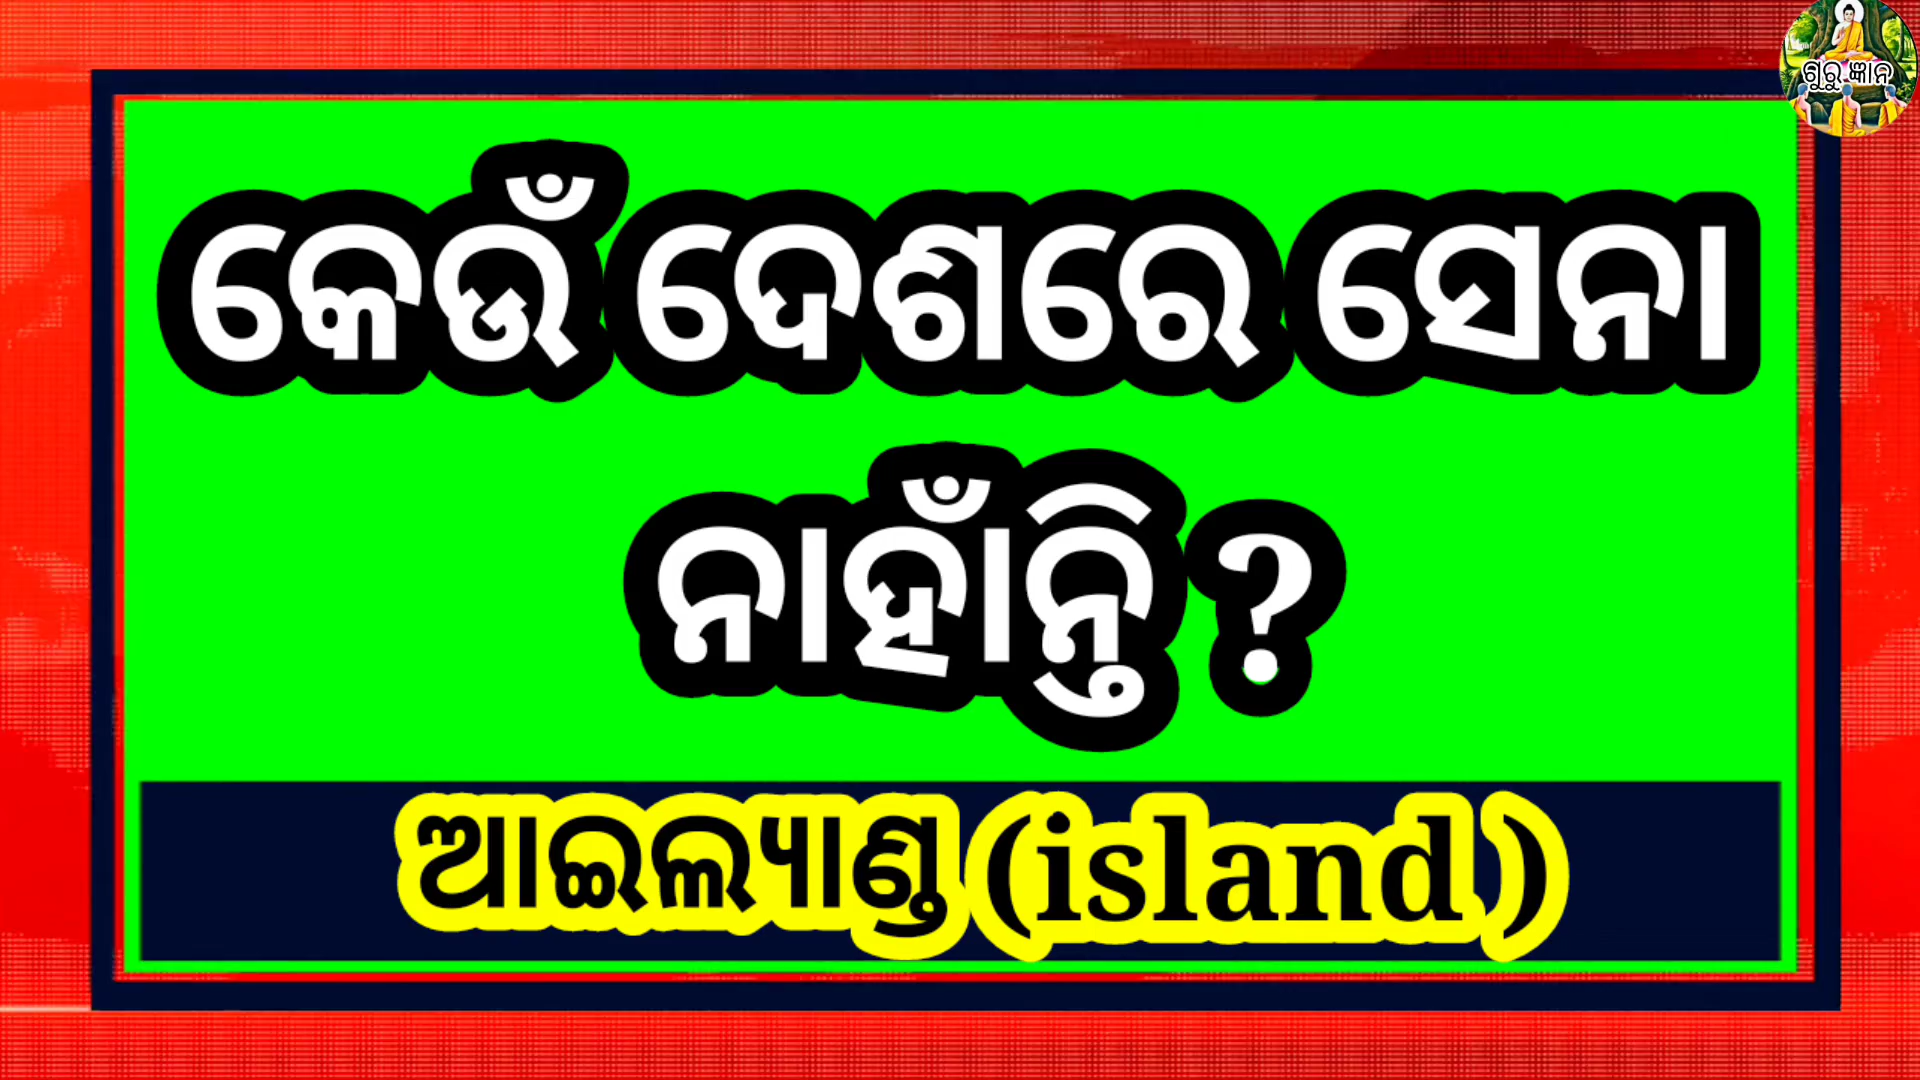 ଗୁରୁ ଜ୍ଞାନ
କେଉଁ ଦେଶରେ ସେନା
ନାହାଁନ୍ତି ?
ଆଇଲ୍ୟାଣ୍ଡ (island)